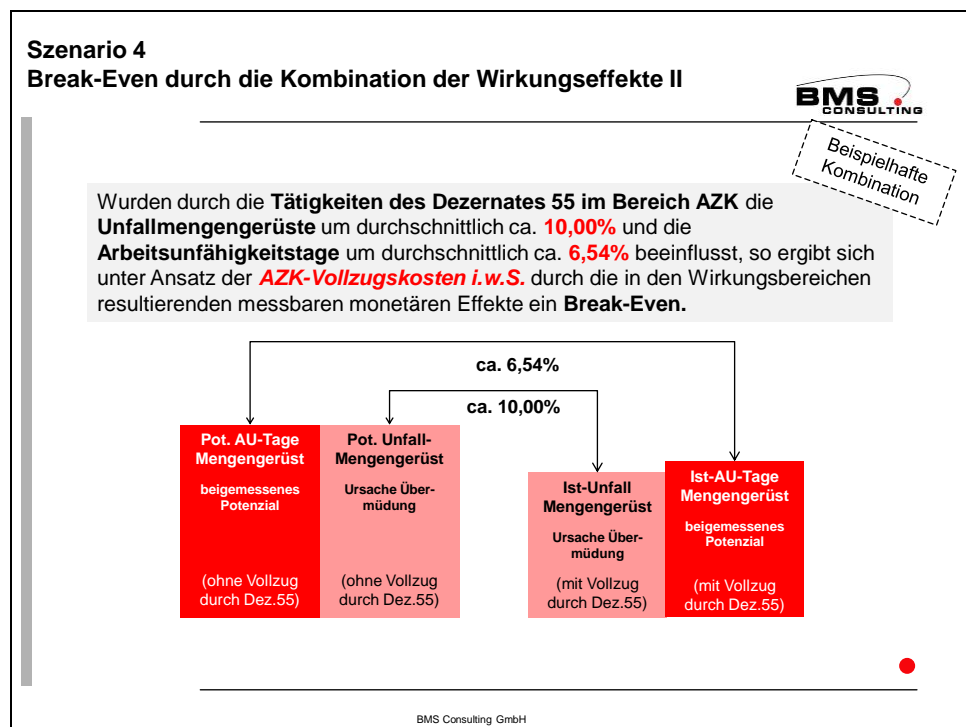 Szenario 4
Break-Even durch die Kombination der Wirkungseffekte II
BMS
CONSULTING
Beispielhafte
Kombination
Wurden durch die Tätigkeiten des Dezernates 55 im Bereich AZK die
Unfallmengengerüste um durchschnittlich ca. 10,00% und die
Arbeitsunfähigkeitstage um durchschnittlich ca. 6,54% beeinflusst, so ergibt sich
unter Ansatz der AZK-Vollzugskosten i.w.S. durch die in den Wirkungsbereichen
resultierenden messbaren monetären Effekte ein Break-Even.
ca. 6,54%
ca. 10,00%
Pot. AU-Tage
Mengengerüst
beigemessenes
Potenzial
(ohne Vollzug
durch Dez.55)
Pot. Unfall-
Mengengerüst
Ursache Über-
müdung
(ohne Vollzug
durch Dez.55)
Ist-Unfall
Mengengerüst
Ursache Über-
müdung
(mit Vollzug
durch Dez.55)
Ist-AU-Tage
Mengengerüst
beigemessenes
Potenzial
(mit Vollzug
durch Dez.55)
BMS Consulting GmbH